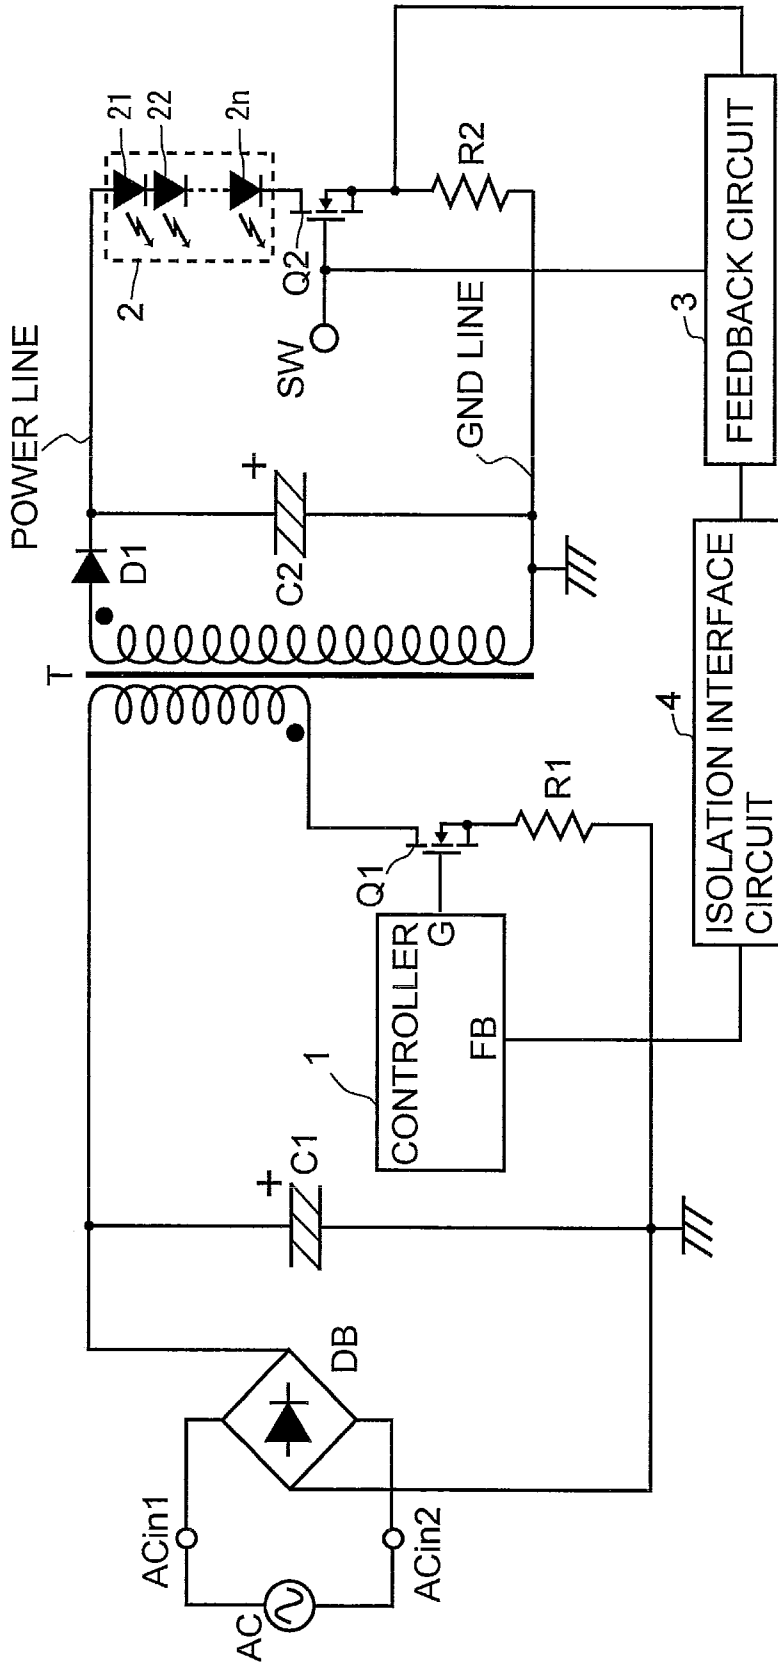 POWER LINE
T
D1
C2
+
2
21
22
2n
Q2
SW
R2
GND LINE
AC
ACin1
ACin2
DB
C1
+
1
CONTROLLER
G
FB
Q1
R1
4
ISOLATION INTERFACE
CIRCUIT
3
FEEDBACK CIRCUIT